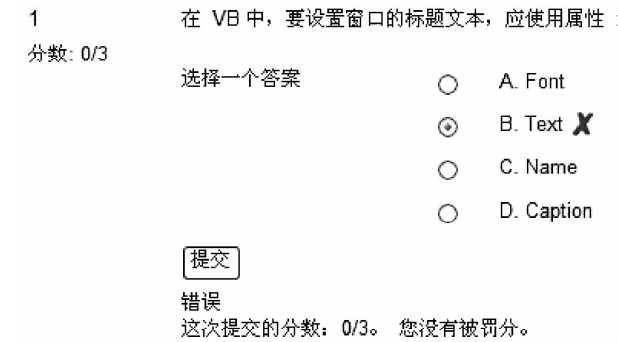 1 在 VB 中，要设置窗口的标题文本，应使用属性
分数: 0/3
选择一个答案
A. Font
B. Text ✗
C. Name
D. Caption
提交
错误
这次提交的分数：0/3。 您没有被罚分。